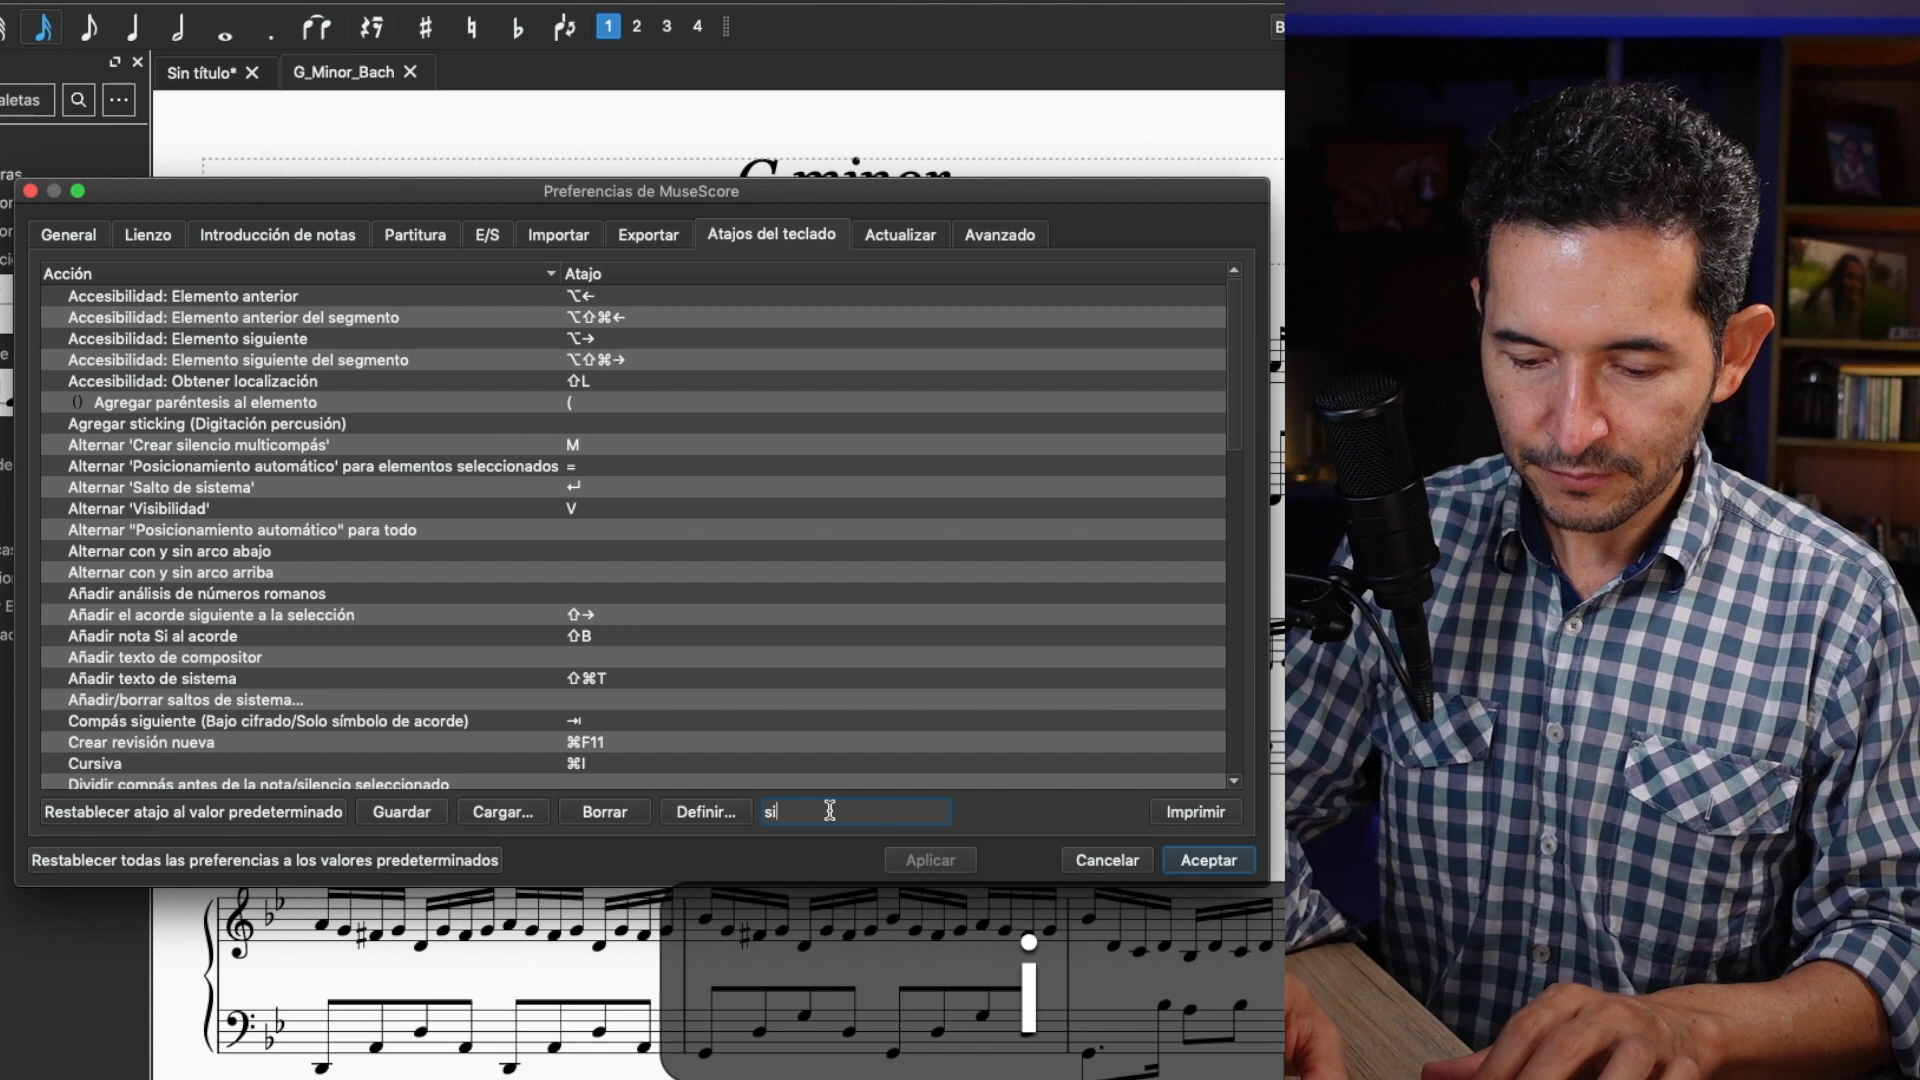 1 2 3 4
Sin título* G_Minor_Bach
aletas
G minor
Preferencias de MuseScore
General Lienzo Introducción de notas Partitura E/S Importar Exportar Atajos del teclado Actualizar Avanzado
Acción Atajo
Accesibilidad: Elemento anterior ⌥←
Accesibilidad: Elemento anterior del segmento ⌥⇧⌘←
Accesibilidad: Elemento siguiente ⌥→
Accesibilidad: Elemento siguiente del segmento ⌥⇧⌘→
Accesibilidad: Obtener localización ⇧L
() Agregar paréntesis al elemento (
Agregar sticking (Digitación percusión)
Alternar 'Crear silencio multicompás' M
Alternar 'Posicionamiento automático' para elementos seleccionados =
Alternar 'Salto de sistema' ↵
Alternar 'Visibilidad' V
Alternar "Posicionamiento automático" para todo
Alternar con y sin arco abajo
Alternar con y sin arco arriba
Añadir análisis de números romanos
Añadir el acorde siguiente a la selección ⇧→
Añadir nota Si al acorde ⇧B
Añadir texto de compositor
Añadir texto de sistema ⇧⌘T
Añadir/borrar saltos de sistema...
Compás siguiente (Bajo cifrado/Solo símbolo de acorde) ⇥
Crear revisión nueva ⌘F11
Cursiva ⌘I
Dividir compás antes de la nota/silencio seleccionado
Restablecer atajo al valor predeterminado Guardar Cargar... Borrar Definir... si Imprimir
Restablecer todas las preferencias a los valores predeterminados Aplicar Cancelar Aceptar
i